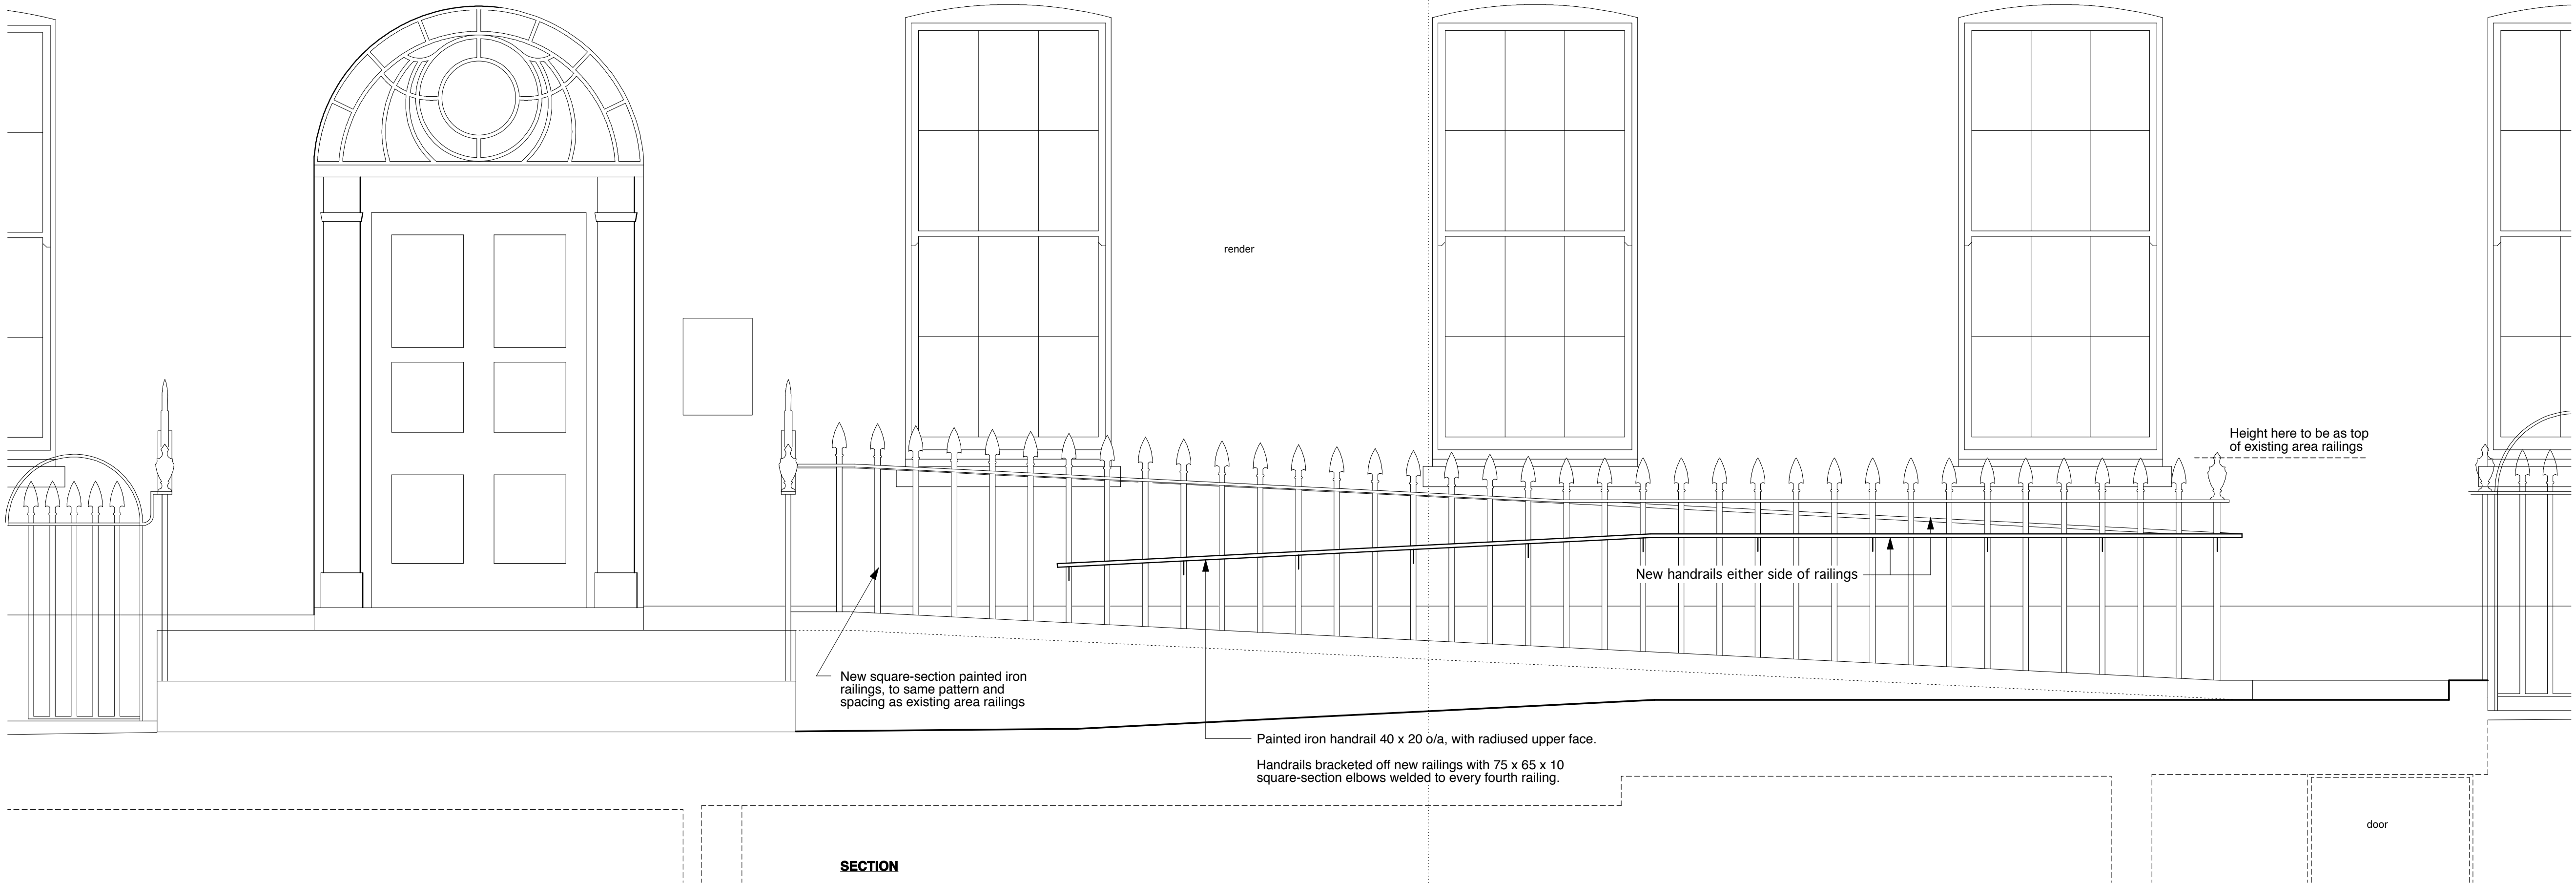 render
Height here to be as top
of existing area railings
New handrails either side of railings
New square-section painted iron
railings, to same pattern and
spacing as existing area railings
Painted iron handrail 40 x 20 o/a, with radiused upper face.
Handrails bracketed off new railings with 75 x 65 x 10
square-section elbows welded to every fourth railing.
door
SECTION